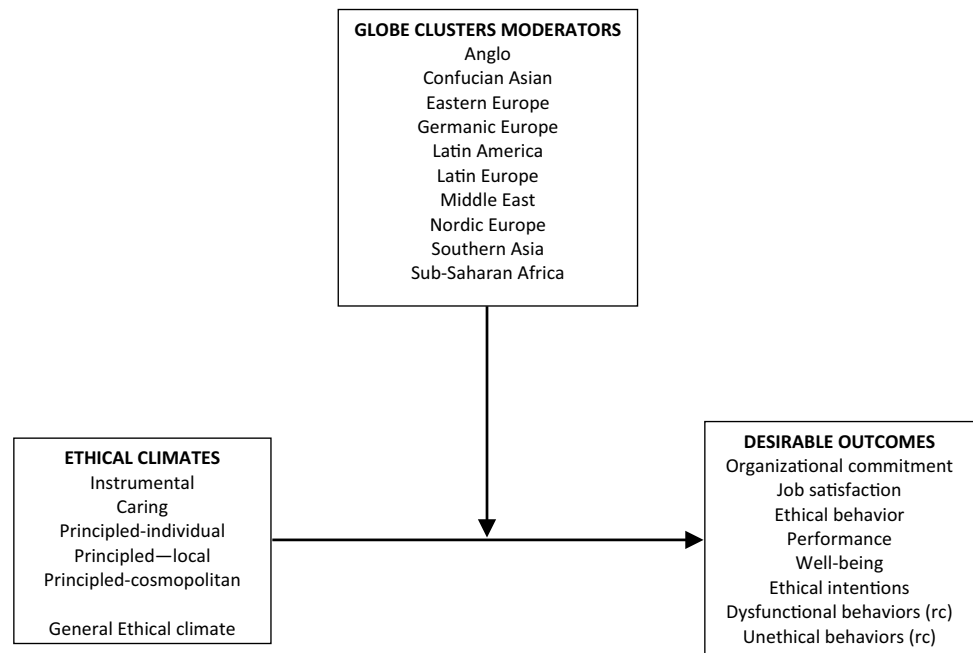 GLOBE CLUSTERS MODERATORS
Anglo
Confucian Asian
Eastern Europe
Germanic Europe
Latin America
Latin Europe
Middle East
Nordic Europe
Southern Asia
Sub-Saharan Africa
ETHICAL CLIMATES
Instrumental
Caring
Principled-individual
Principled—local
Principled-cosmopolitan
General Ethical climate
DESIRABLE OUTCOMES
Organizational commitment
Job satisfaction
Ethical behavior
Performance
Well-being
Ethical intentions
Dysfunctional behaviors (rc)
Unethical behaviors (rc)